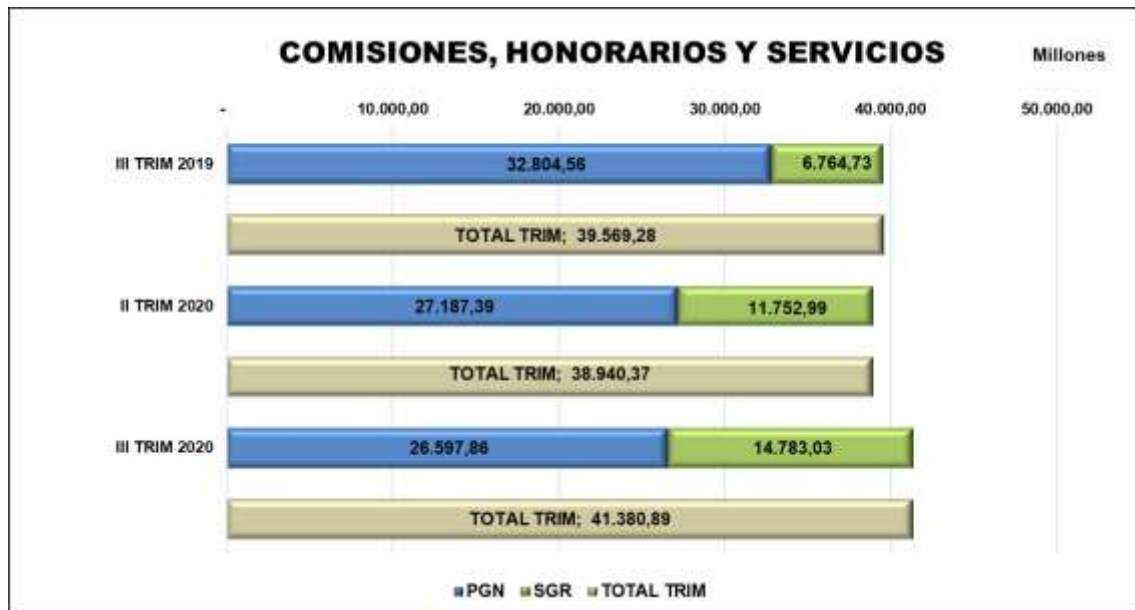 COMISIONES, HONORARIOS Y SERVICIOS
Millones
- 10.000,00 20.000,00 30.000,00 40.000,00 50.000,00
III TRIM 2019 32.804,56 6.764,73
TOTAL TRIM; 39.569,28
II TRIM 2020 27.187,39 11.752,99
TOTAL TRIM; 38.940,37
III TRIM 2020 26.597,86 14.783,03
TOTAL TRIM; 41.380,89
PGN SGR TOTAL TRIM